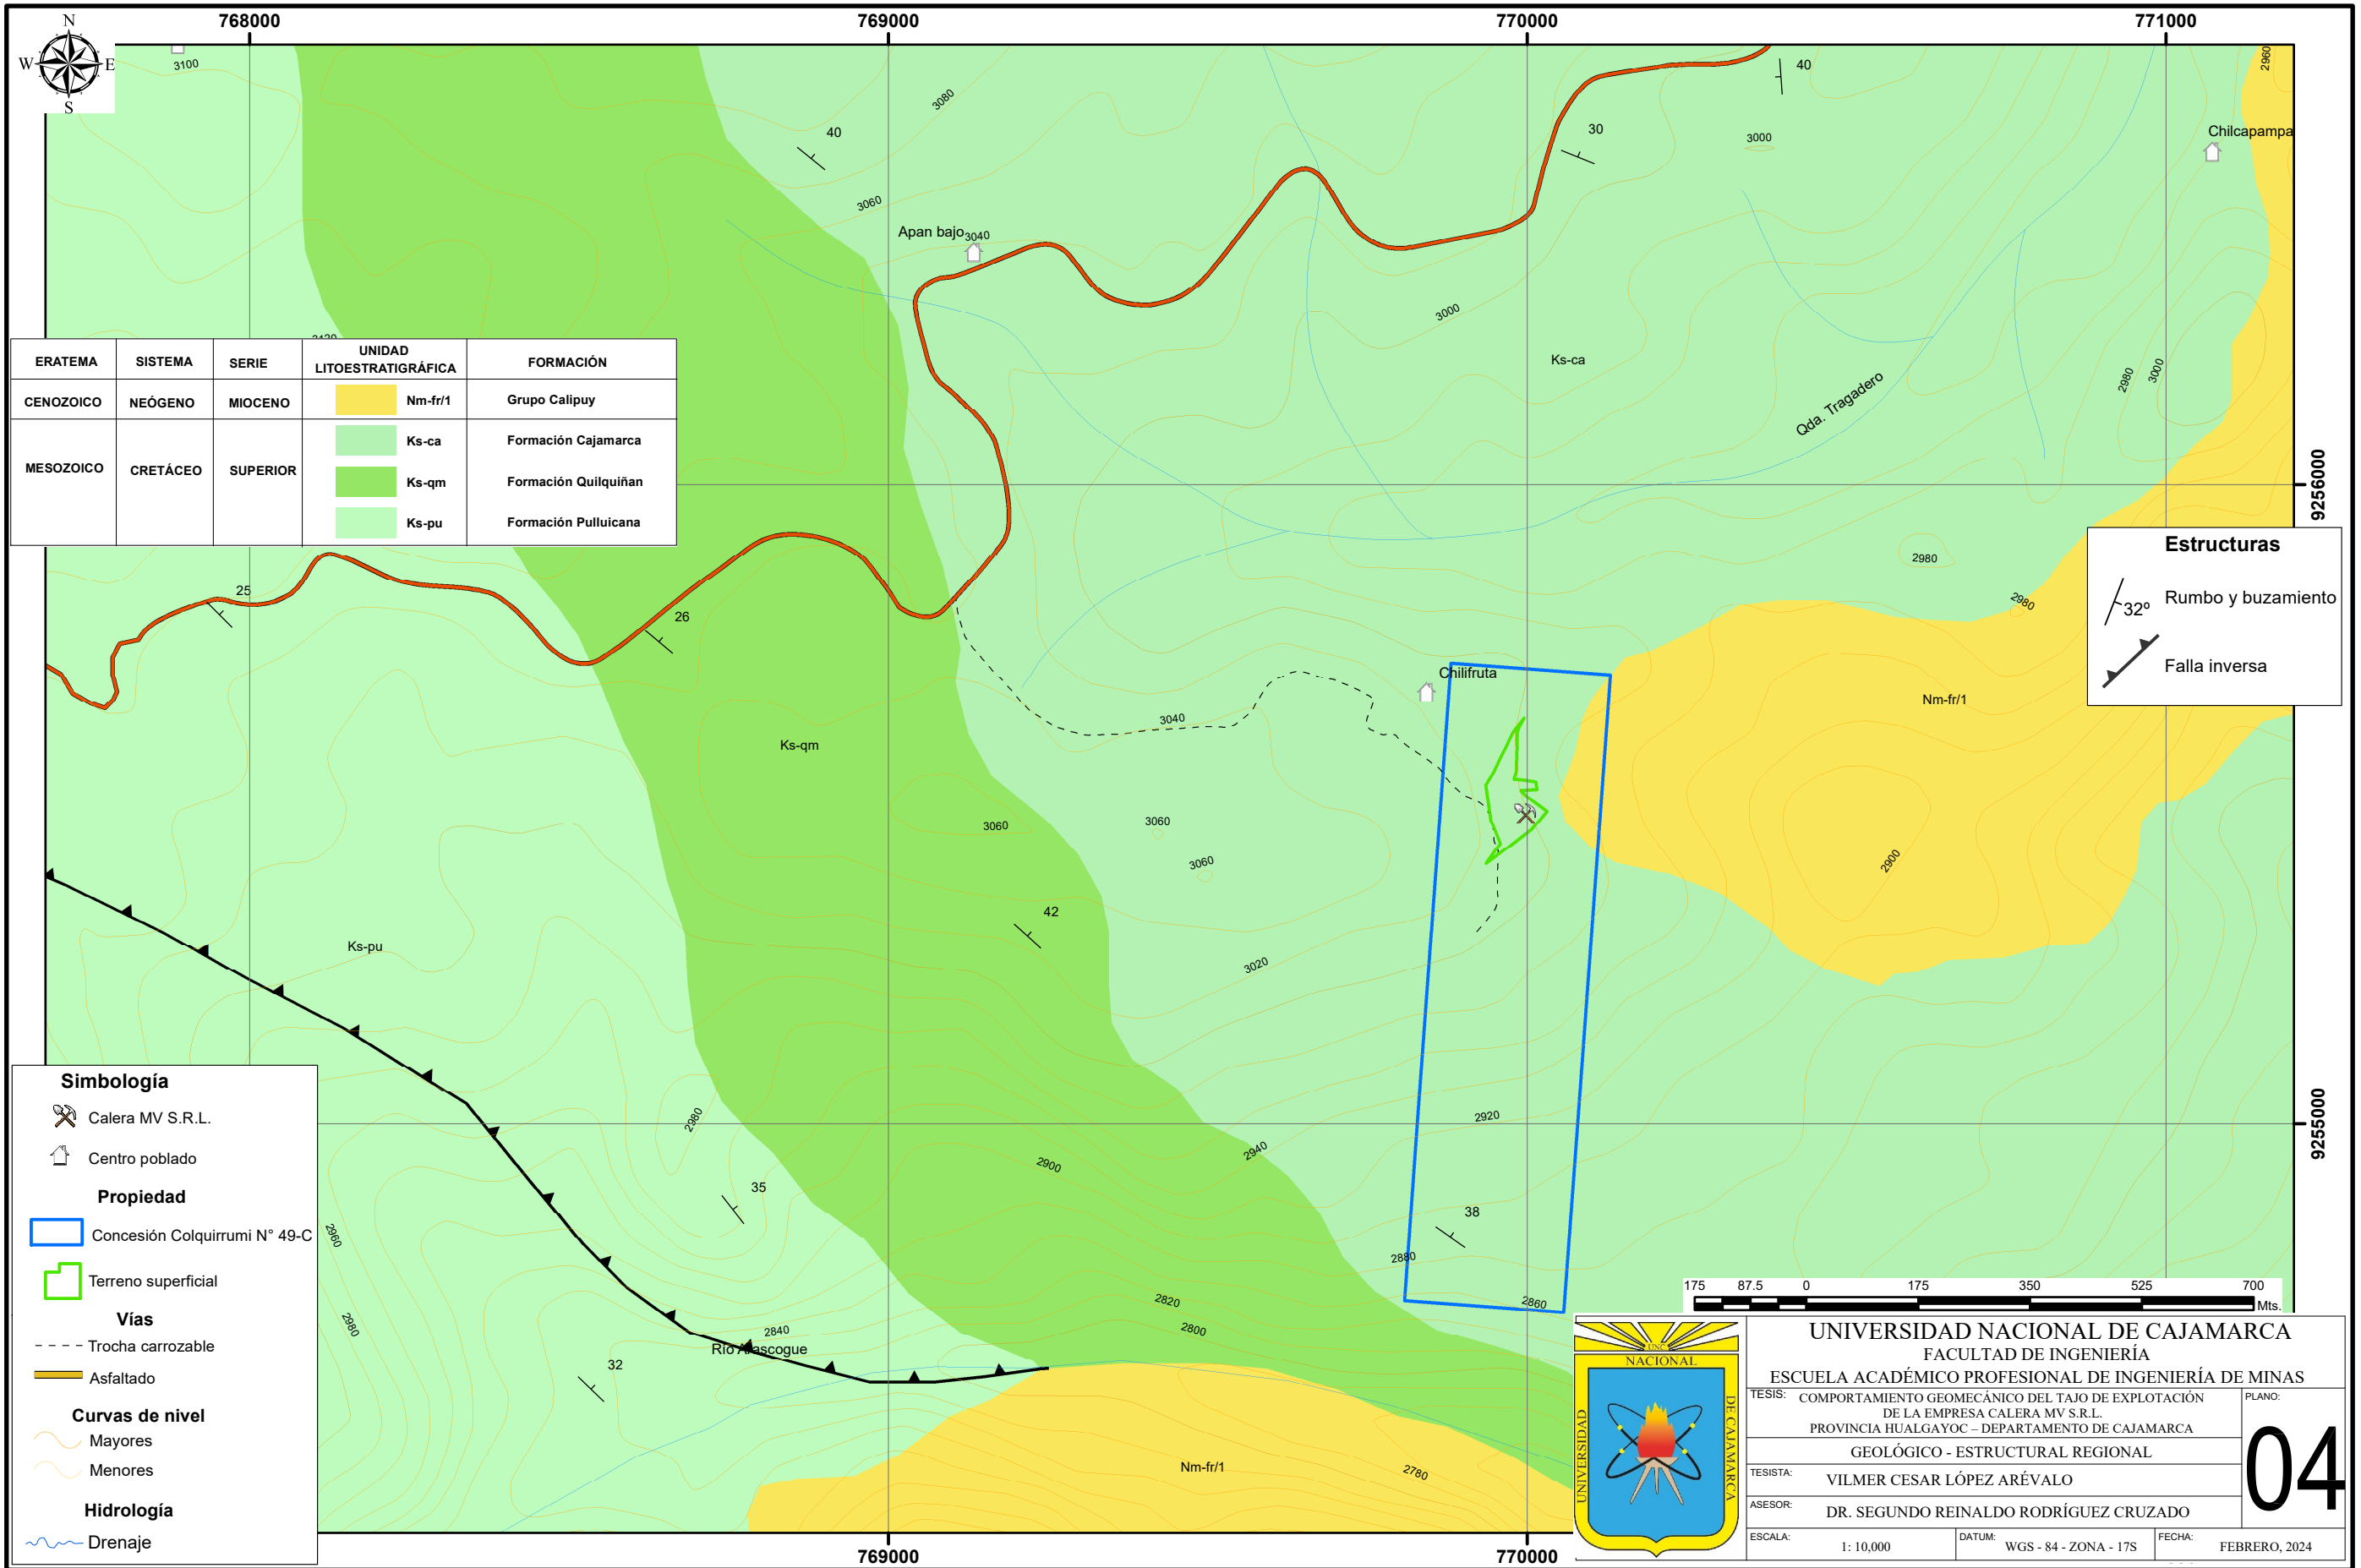 768000
769000
770000
771000
N
W
E
S
3100
3080
40
40
30
3000
2960
Chilcapampa
3060
Apan bajo
3040
3000
Ks-ca
Qda. Tragadero
2980
3000
9256000
ERATEMA
SISTEMA
SERIE
UNIDAD LITOESTRATIGRÁFICA
FORMACIÓN
CENOZOICO
NEÓGENO
MIOCENO
Nm-fr/1
Grupo Calipuy
MESOZOICO
CRETÁCEO
SUPERIOR
Ks-ca
Formación Cajamarca
Ks-qm
Formación Quilquiñan
Ks-pu
Formación Pulluicana
Estructuras
32º
Rumbo y buzamiento
Falla inversa
25
26
2980
2980
Chilifruta
Nm-fr/1
3040
Ks-qm
3060
3060
3060
2900
42
Ks-pu
3020
2980
2920
2940
2900
9255000
35
38
2960
2880
2980
2820
2860
2840
2800
Río Arascogue
32
Nm-fr/1
2780
Simbología
Calera MV S.R.L.
Centro poblado
Propiedad
Concesión Colquirrumi N° 49-C
Terreno superficial
Vías
Trocha carrozable
Asfaltado
Curvas de nivel
Mayores
Menores
Hidrología
Drenaje
175 87.5 0 175 350 525 700
Mts.
UNC
NACIONAL
UNIVERSIDAD
DE CAJAMARCA
UNIVERSIDAD NACIONAL DE CAJAMARCA
FACULTAD DE INGENIERÍA
ESCUELA ACADÉMICO PROFESIONAL DE INGENIERÍA DE MINAS
TESIS: COMPORTAMIENTO GEOMECÁNICO DEL TAJO DE EXPLOTACIÓN
DE LA EMPRESA CALERA MV S.R.L.
PROVINCIA HUALGAYOC – DEPARTAMENTO DE CAJAMARCA
PLANO:
04
GEOLÓGICO - ESTRUCTURAL REGIONAL
TESISTA: VILMER CESAR LÓPEZ ARÉVALO
ASESOR: DR. SEGUNDO REINALDO RODRÍGUEZ CRUZADO
ESCALA: 1: 10,000
DATUM: WGS - 84 - ZONA - 17S
FECHA: FEBRERO, 2024
769000
770000